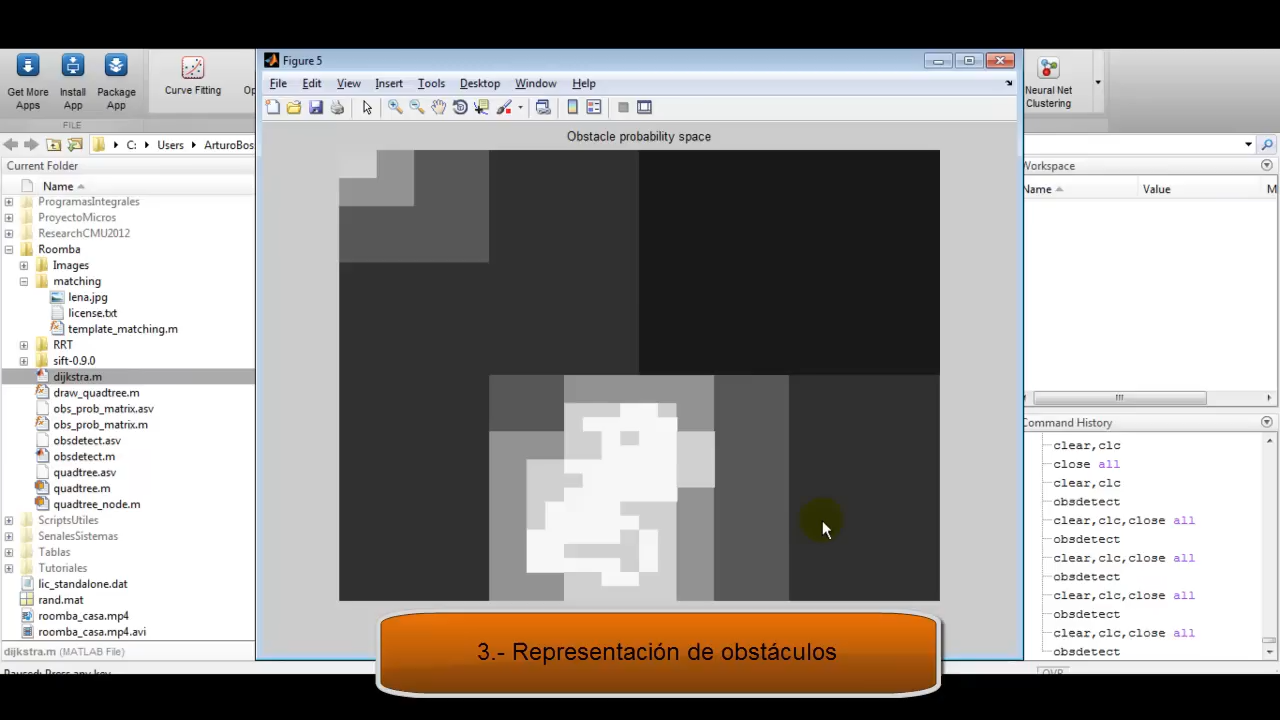 Figure 5
File Edit View Insert Tools Desktop Window Help
Get More Apps
Install App
Package App
Curve Fitting
Neural Net Clustering
FILE
C: Users ArturoBos
Current Folder
Name
ProgramasIntegrales
ProyectoMicros
ResearchCMU2012
Roomba
Images
matching
lena.jpg
license.txt
template_matching.m
RRT
sift-0.9.0
dijkstra.m
draw_quadtree.m
obs_prob_matrix.asv
obs_prob_matrix.m
obsdetect.asv
obsdetect.m
quadtree.asv
quadtree.m
quadtree_node.m
ScriptsUtiles
SenalesSistemas
Tablas
Tutoriales
lic_standalone.dat
rand.mat
roomba_casa.mp4
roomba_casa.mp4.avi
dijkstra.m (MATLAB File)
Obstacle probability space
3.- Representación de obstáculos
Workspace
Name Value M
Command History
clear,clc
close all
clear,clc
obsdetect
clear,clc,close all
obsdetect
clear,clc,close all
obsdetect
clear,clc,close all
obsdetect
clear,clc,close all
obsdetect